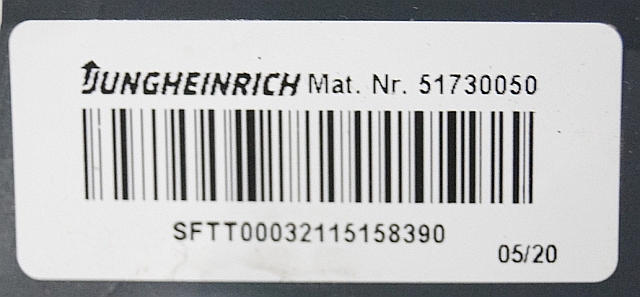 JUNGHEINRICH Mat. Nr. 51730050
SFTT00032115158390
05/20